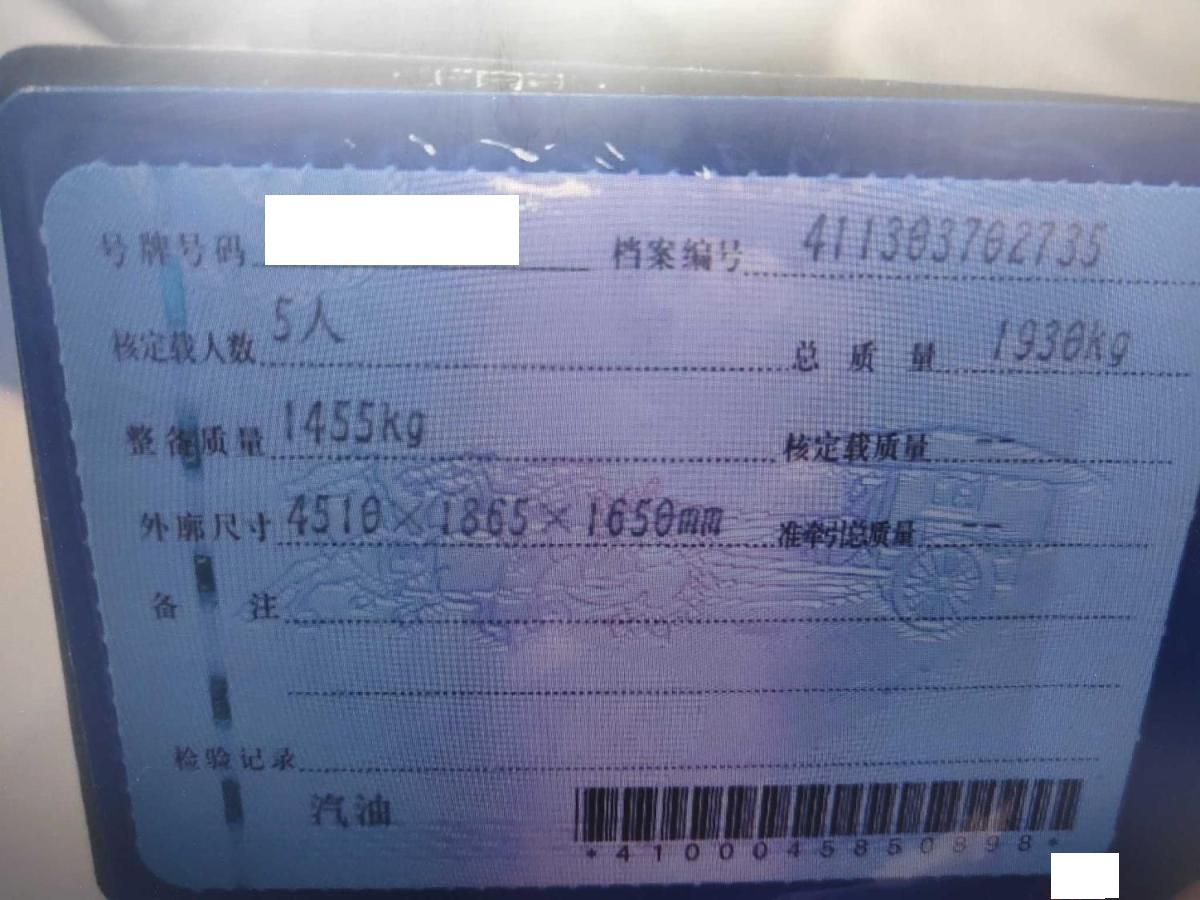 号牌号码 档案编号 411303702735
核定载人数 5人 总质量 1930kg
整备质量 1455kg 核定载质量 --
外廓尺寸 4510×1865×1650mm 准牵引总质量 --
备注
检验记录
汽油
*4100045850898*